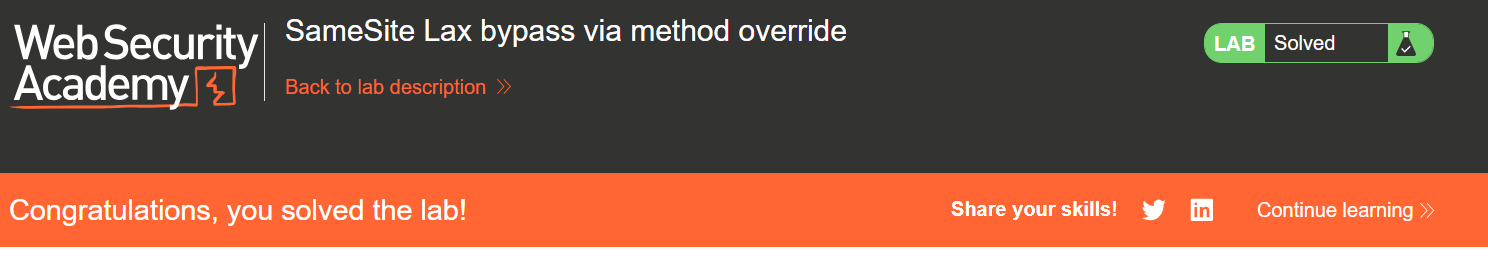 Web Security
Academy
SameSite Lax bypass via method override
Back to lab description
LAB Solved
Congratulations, you solved the lab!
Share your skills!
in
Continue learning